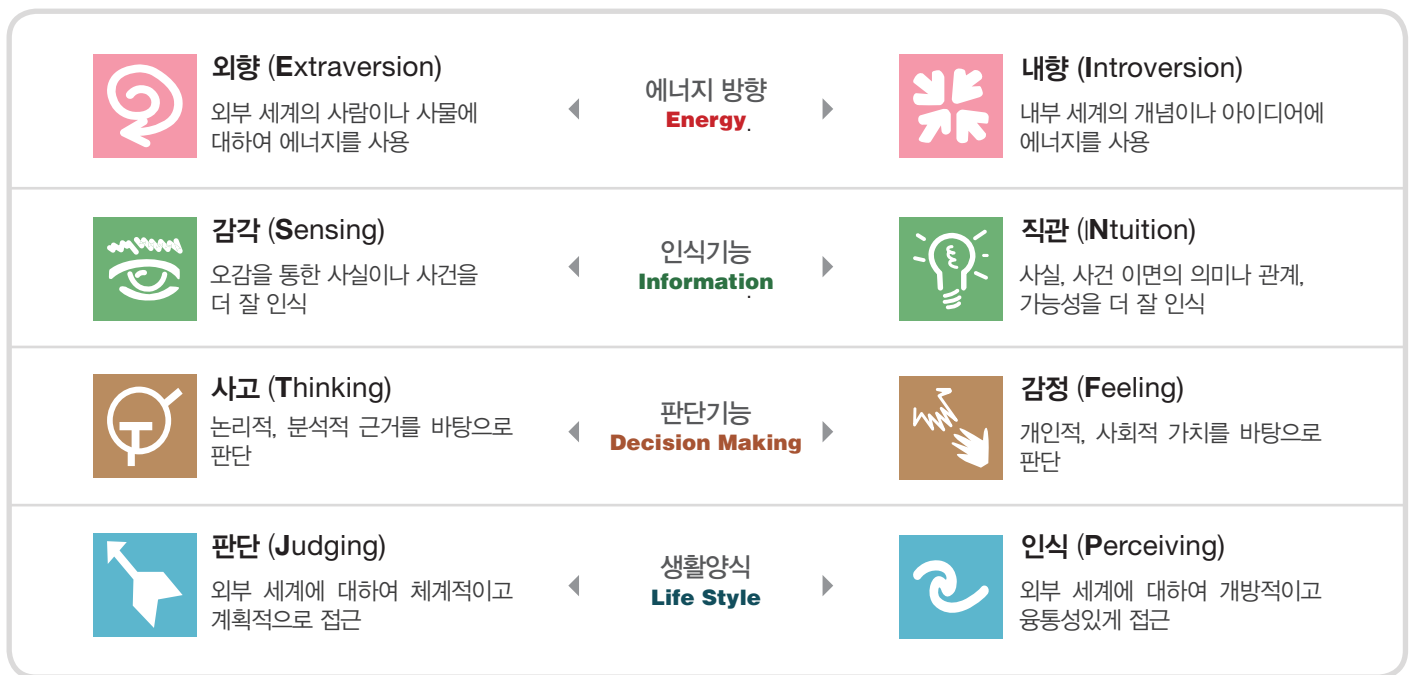 외향 (Extraversion)
외부 세계의 사람이나 사물에
대하여 에너지를 사용
에너지 방향
Energy.
내향 (Introversion)
내부 세계의 개념이나 아이디어에
에너지를 사용
감각 (Sensing)
오감을 통한 사실이나 사건을
더 잘 인식
인식기능
Information
직관 (iNtuition)
사실, 사건 이면의 의미나 관계,
가능성을 더 잘 인식
사고 (Thinking)
논리적, 분석적 근거를 바탕으로
판단
판단기능
Decision Making
감정 (Feeling)
개인적, 사회적 가치를 바탕으로
판단
판단 (Judging)
외부 세계에 대하여 체계적이고
계획적으로 접근
생활양식
Life Style
인식 (Perceiving)
외부 세계에 대하여 개방적이고
융통성있게 접근